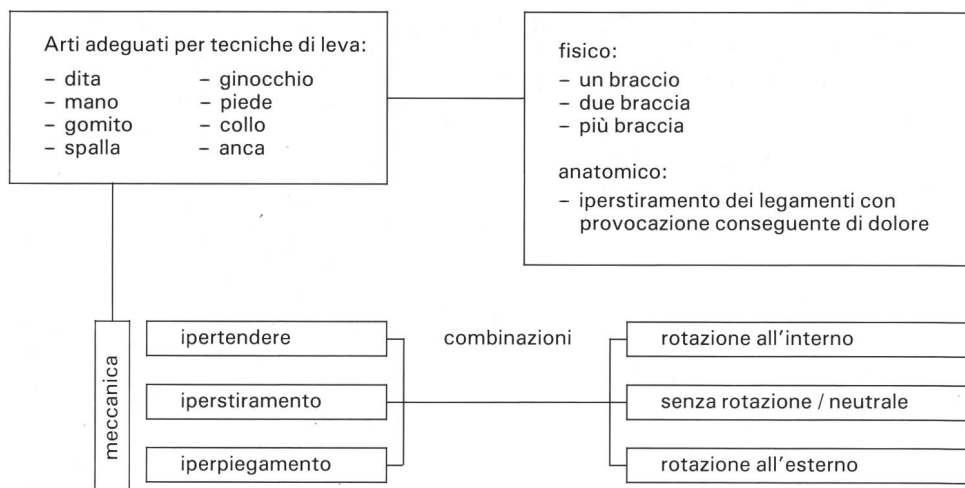 Arti adeguati per tecniche di leva:
– dita
– mano
– gomito
– spalla
– ginocchio
– piede
– collo
– anca
fisico:
– un braccio
– due braccia
– più braccia
anatomico:
– iperstiramento dei legamenti con
provocazione conseguente di dolore
meccanica
ipertendere
iperstiramento
iperpiegamento
combinazioni
rotazione all'interno
senza rotazione / neutrale
rotazione all'esterno